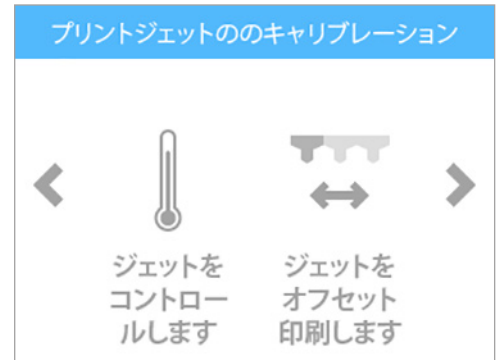 プリントジェットののキャリブレーション
ジェットを
コントロー
ルします
ジェットを
オフセット
印刷します